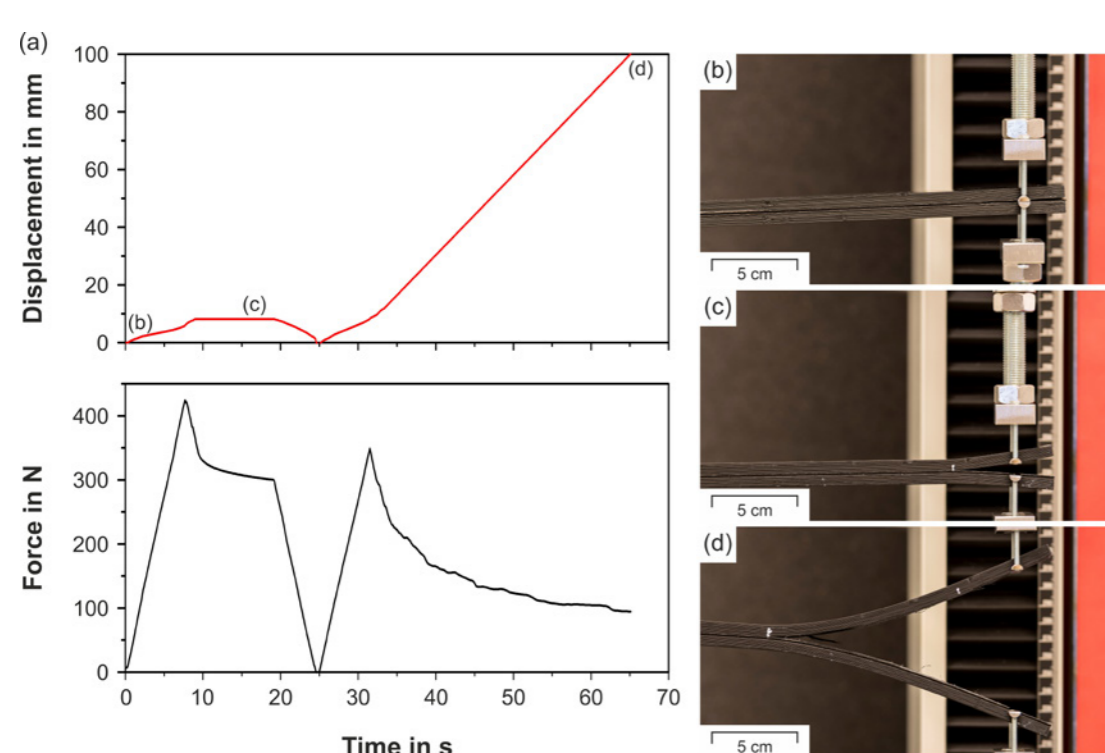 (a)
Displacement in mm
100
80
60
40
20
0
(b)
(c)
(d)
Force in N
400
300
200
100
0
0 10 20 30 40 50 60 70
Time in s
(b)
5 cm
(c)
5 cm
(d)
5 cm